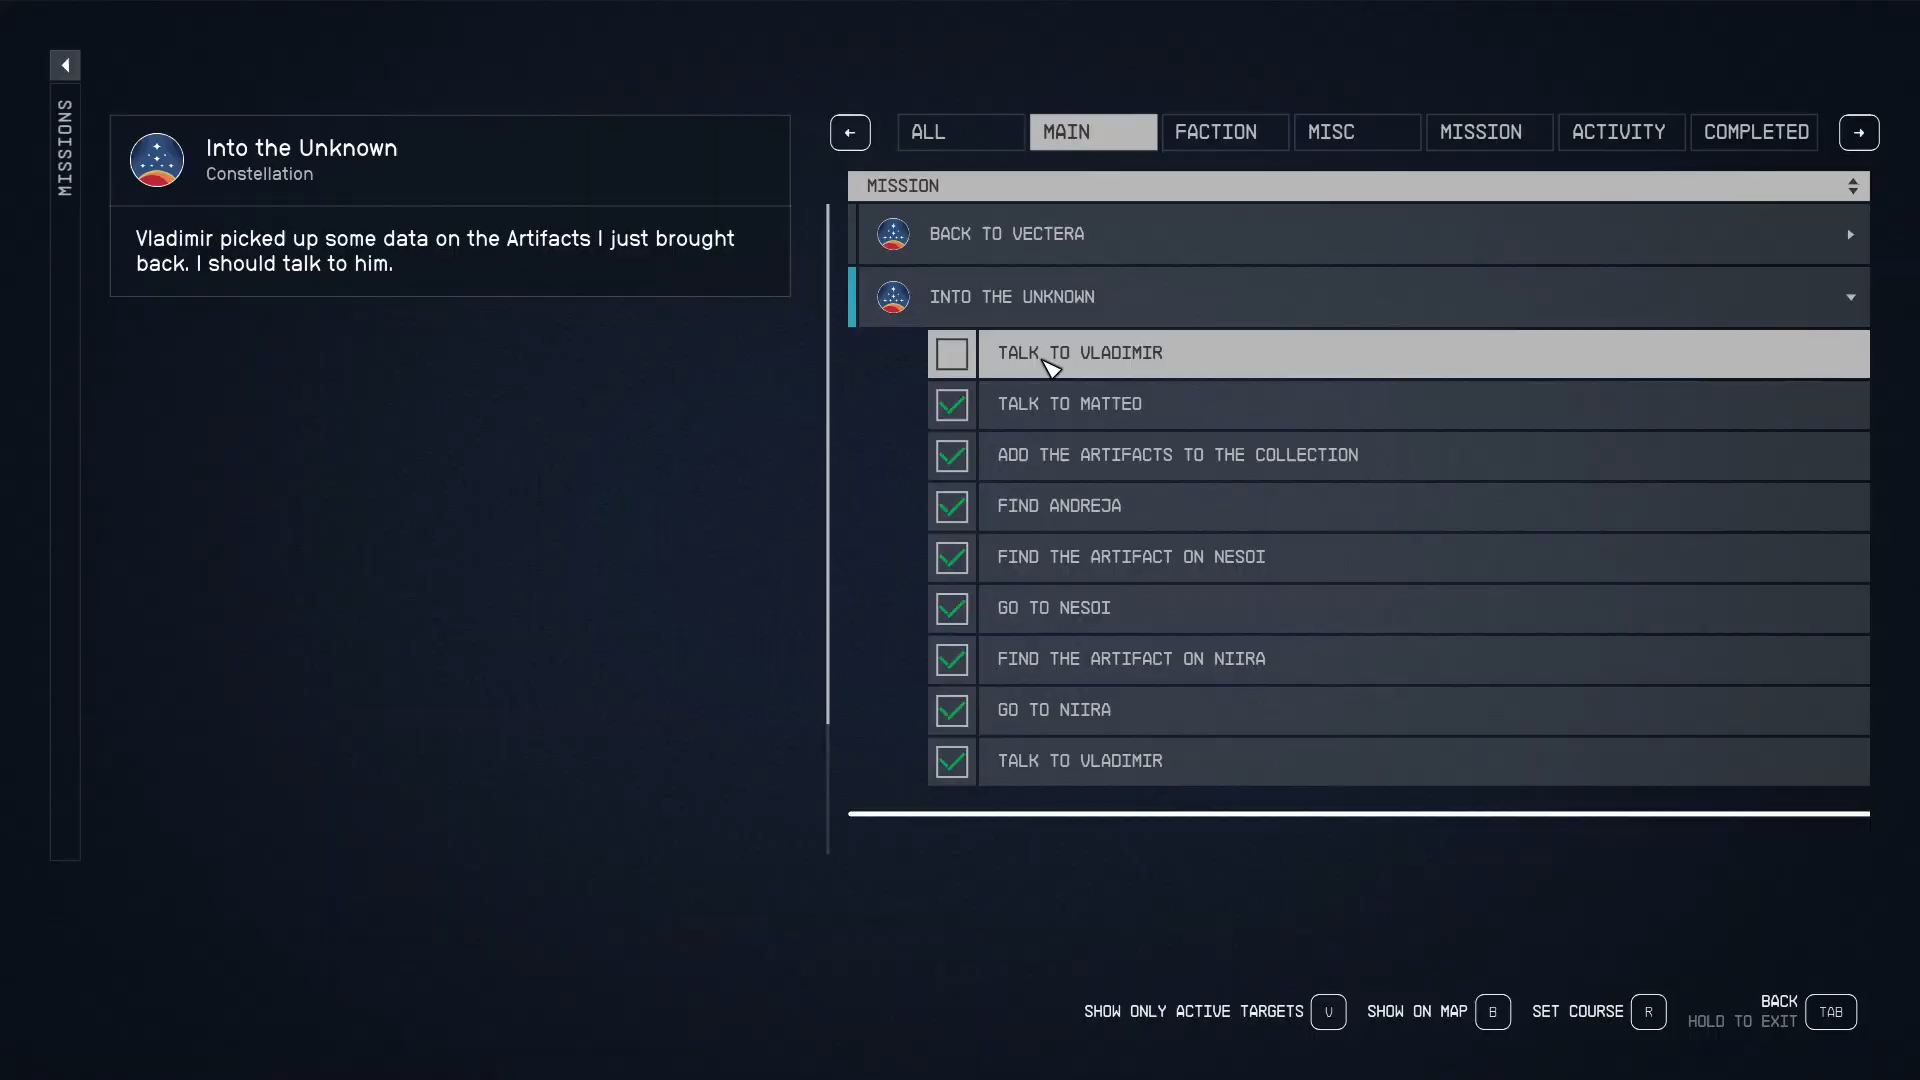 MISSIONS
Into the Unknown
Constellation
Vladimir picked up some data on the Artifacts I just brought
back. I should talk to him.
ALL
MAIN
FACTION
MISC
MISSION
ACTIVITY
COMPLETED
MISSION
BACK TO VECTERA
INTO THE UNKNOWN
TALK TO VLADIMIR
TALK TO MATTEO
ADD THE ARTIFACTS TO THE COLLECTION
FIND ANDREJA
FIND THE ARTIFACT ON NESOI
GO TO NESOI
FIND THE ARTIFACT ON NIIRA
GO TO NIIRA
TALK TO VLADIMIR
SHOW ONLY ACTIVE TARGETS V
SHOW ON MAP B
SET COURSE R
BACK
HOLD TO EXIT
TAB